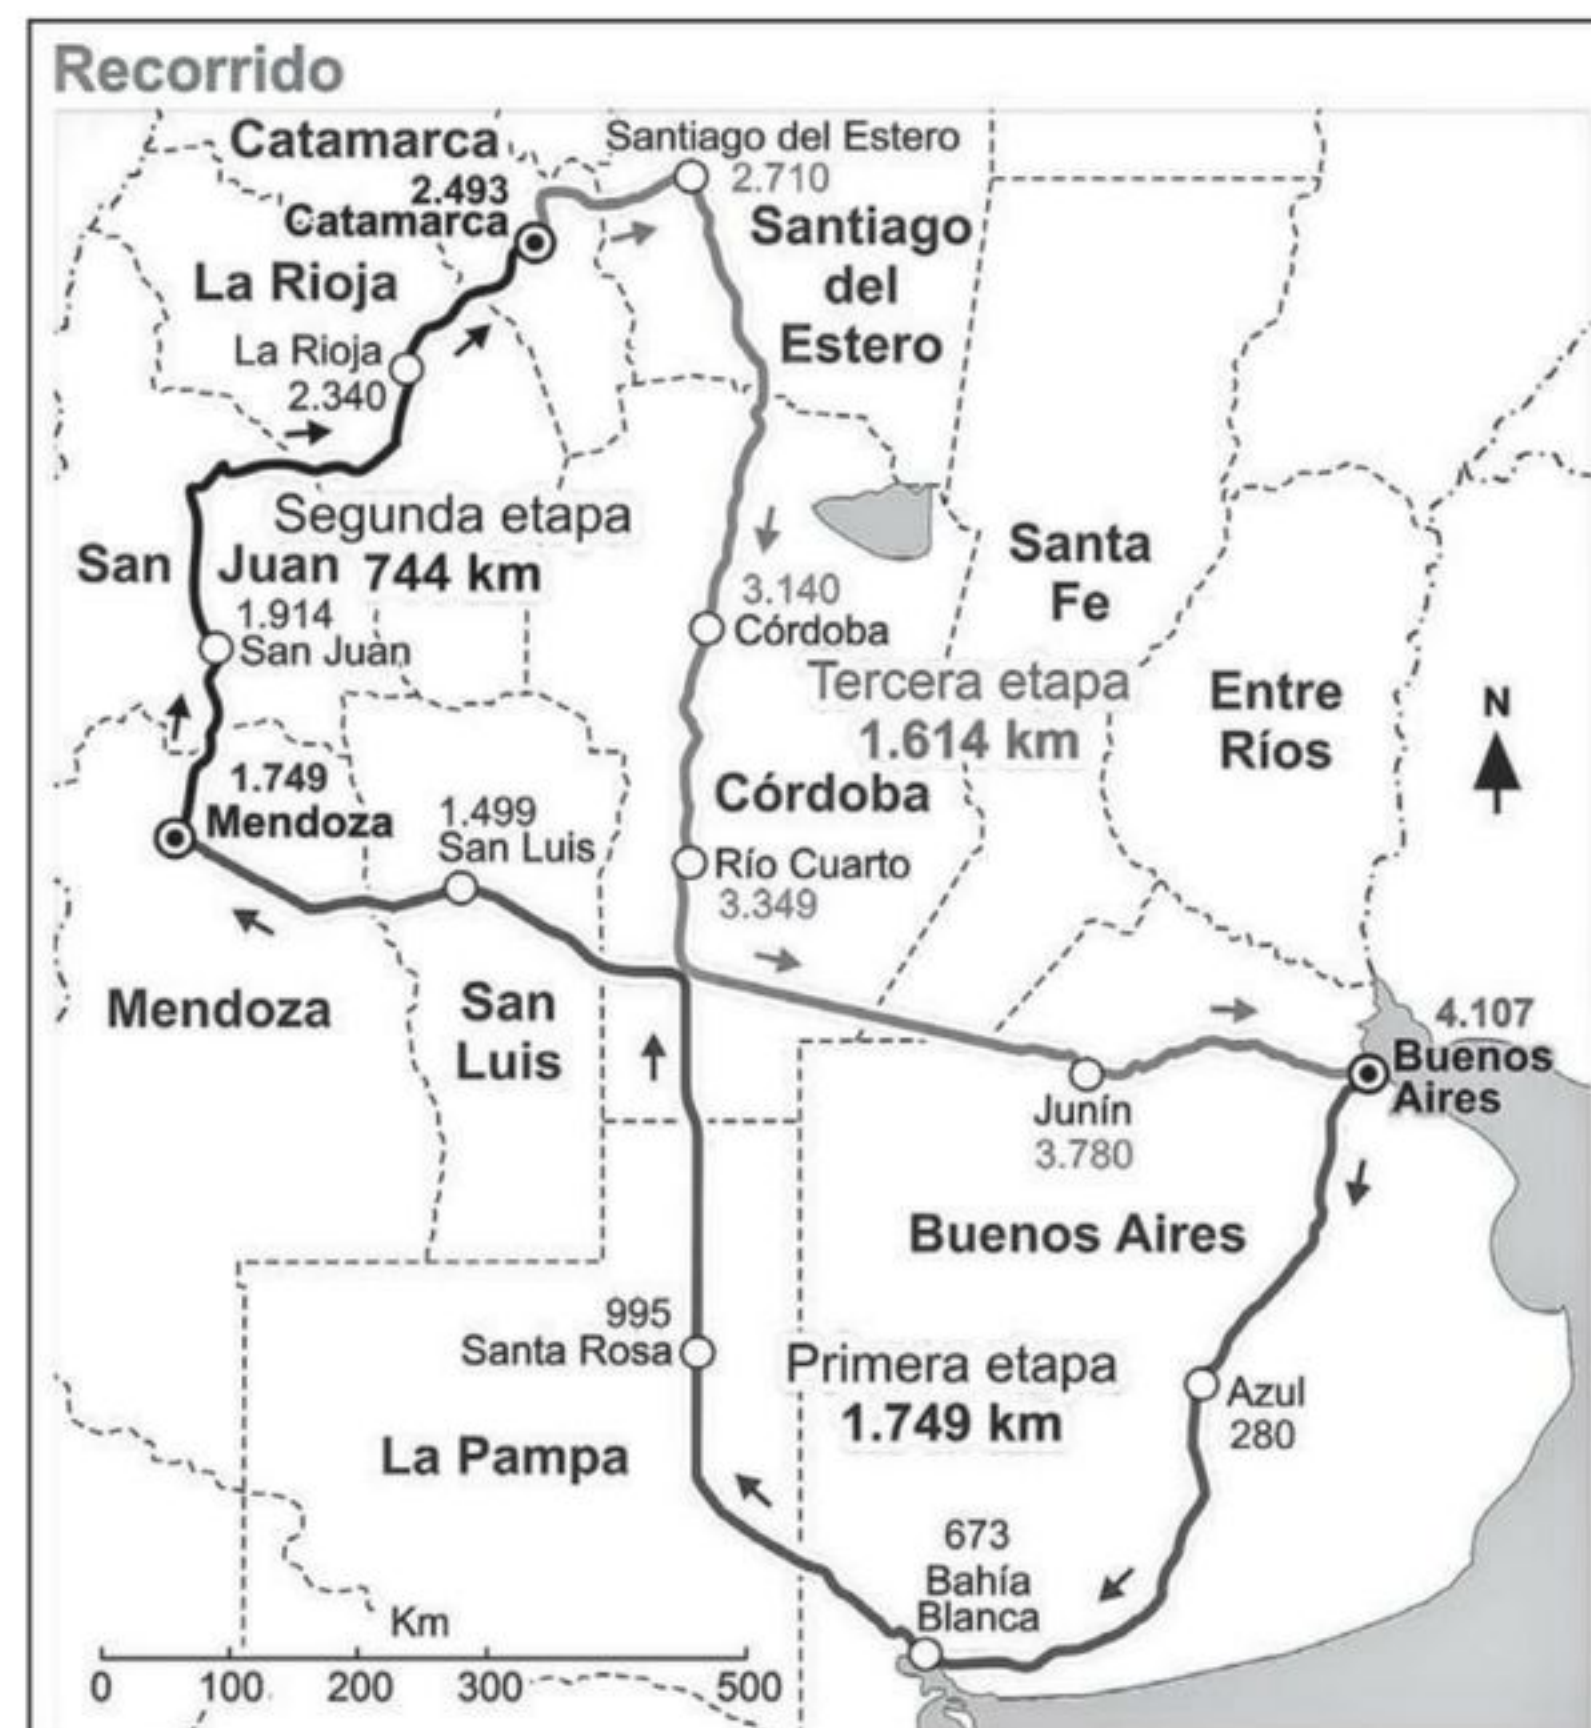 Recorrido
Catamarca
2.493
Catamarca
Santiago del Estero
2.710
Santiago
del
Estero
La Rioja
La Rioja
2.340
Segunda etapa
744 km
San Juan
1.914
San Juan
3.140
Córdoba
Santa
Fe
Tercera etapa
1.614 km
Entre
Ríos
N
1.749
Mendoza
1.499
San Luis
Córdoba
Río Cuarto
3.349
Mendoza
San
Luis
4.107
Buenos
Aires
Junín
3.780
Buenos Aires
995
Santa Rosa
Primera etapa
1.749 km
Azul
280
La Pampa
673
Bahía
Blanca
Km
0 100 200 300 500